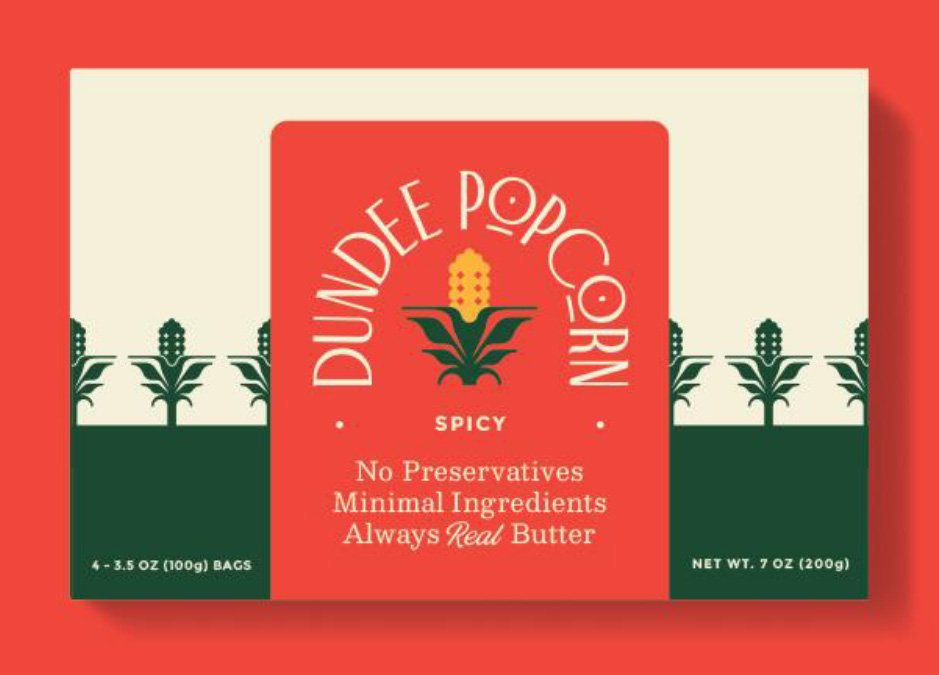 DUNDEE POPCORN
SPICY
No Preservatives
Minimal Ingredients
Always Real Butter
4 - 3.5 OZ (100g) BAGS
NET WT. 7 OZ (200g)